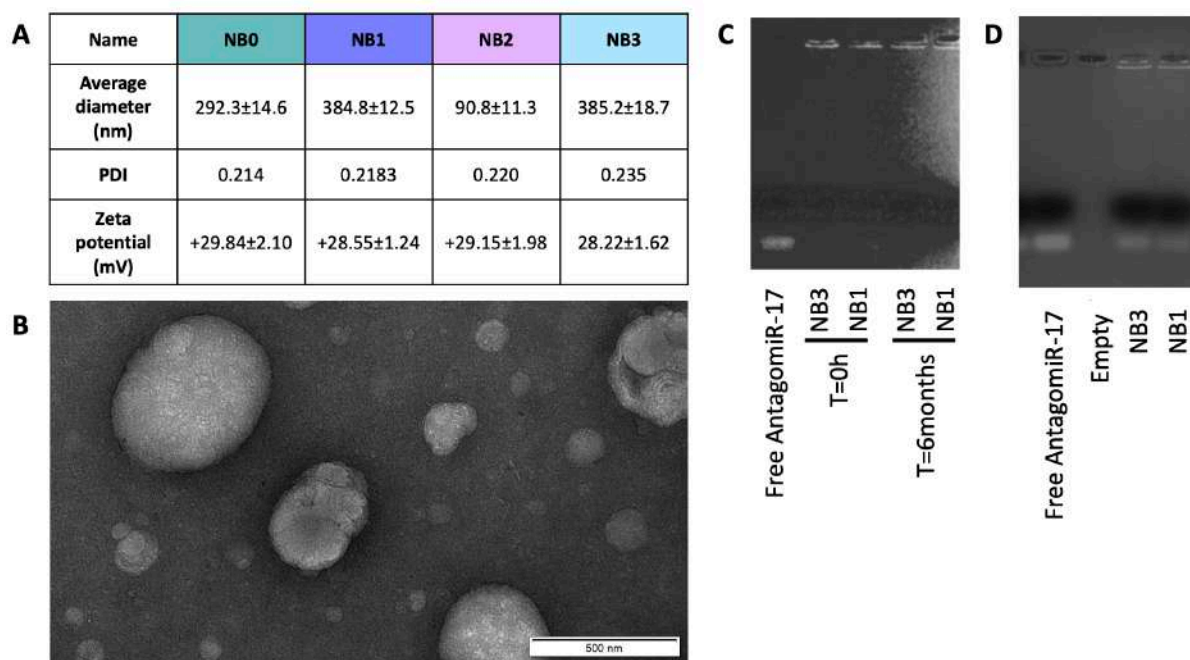 A
Name NB0 NB1 NB2 NB3
Average
diameter
(nm)
292.3±14.6 384.8±12.5 90.8±11.3 385.2±18.7
PDI 0.214 0.2183 0.220 0.235
Zeta
potential
(mV)
+29.84±2.10 +28.55±1.24 +29.15±1.98 28.22±1.62
B
500 nm
C
Free AntagomiR-17
NB3
NB1
T=0h
NB3
NB1
T=6months
D
Free AntagomiR-17
Empty
NB3
NB1